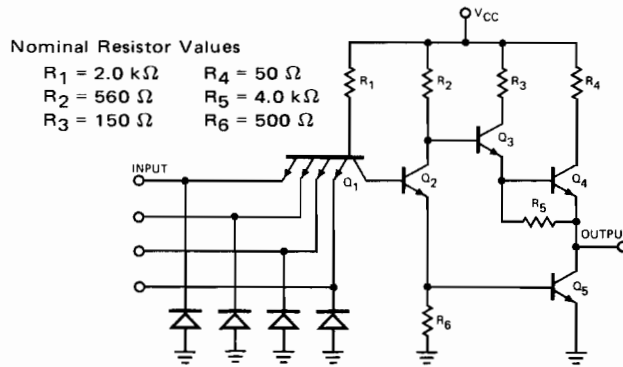 VCC
Nominal Resistor Values
R1 = 2.0 kΩ R4 = 50 Ω
R2 = 560 Ω R5 = 4.0 kΩ
R3 = 150 Ω R6 = 500 Ω
R1
R2
R3
R4
Q3
INPUT
Q1
Q2
Q4
R5
OUTPUT
Q5
R6